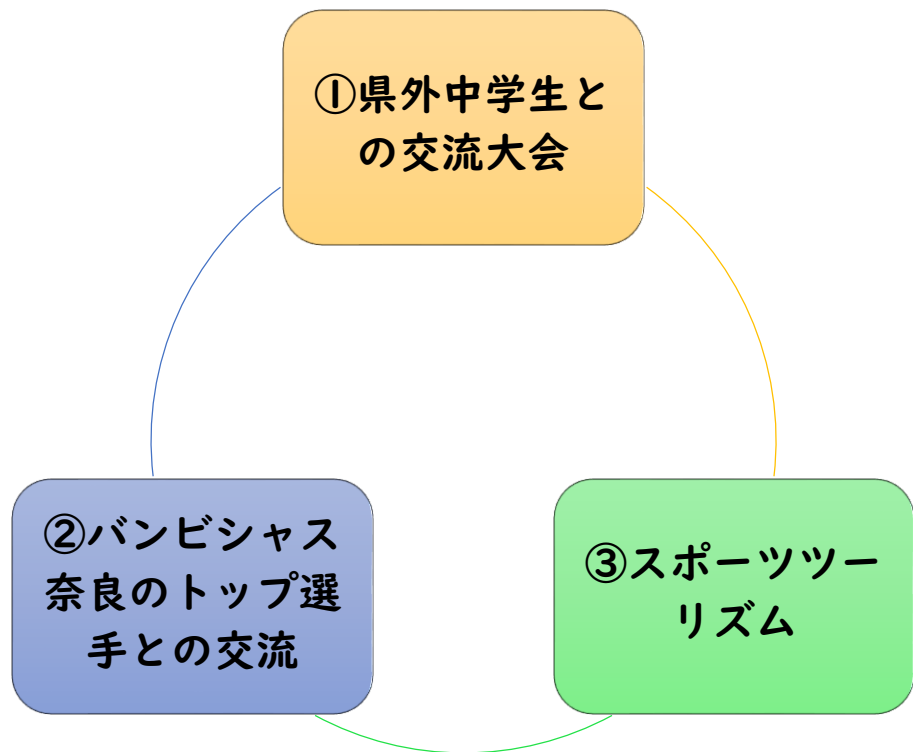 ①県外中学生と
の交流大会
②バンビシャス
奈良のトップ選
手との交流
③スポーツツー
リズム